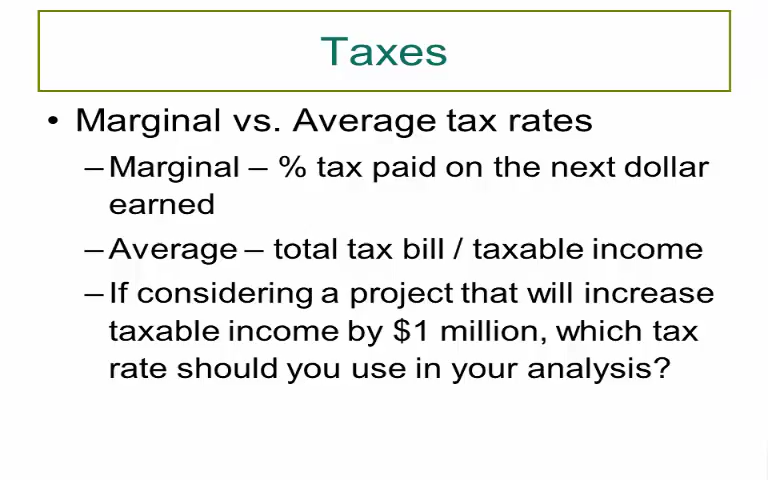 Taxes
• Marginal vs. Average tax rates
– Marginal – % tax paid on the next dollar
earned
– Average – total tax bill / taxable income
– If considering a project that will increase
taxable income by $1 million, which tax
rate should you use in your analysis?